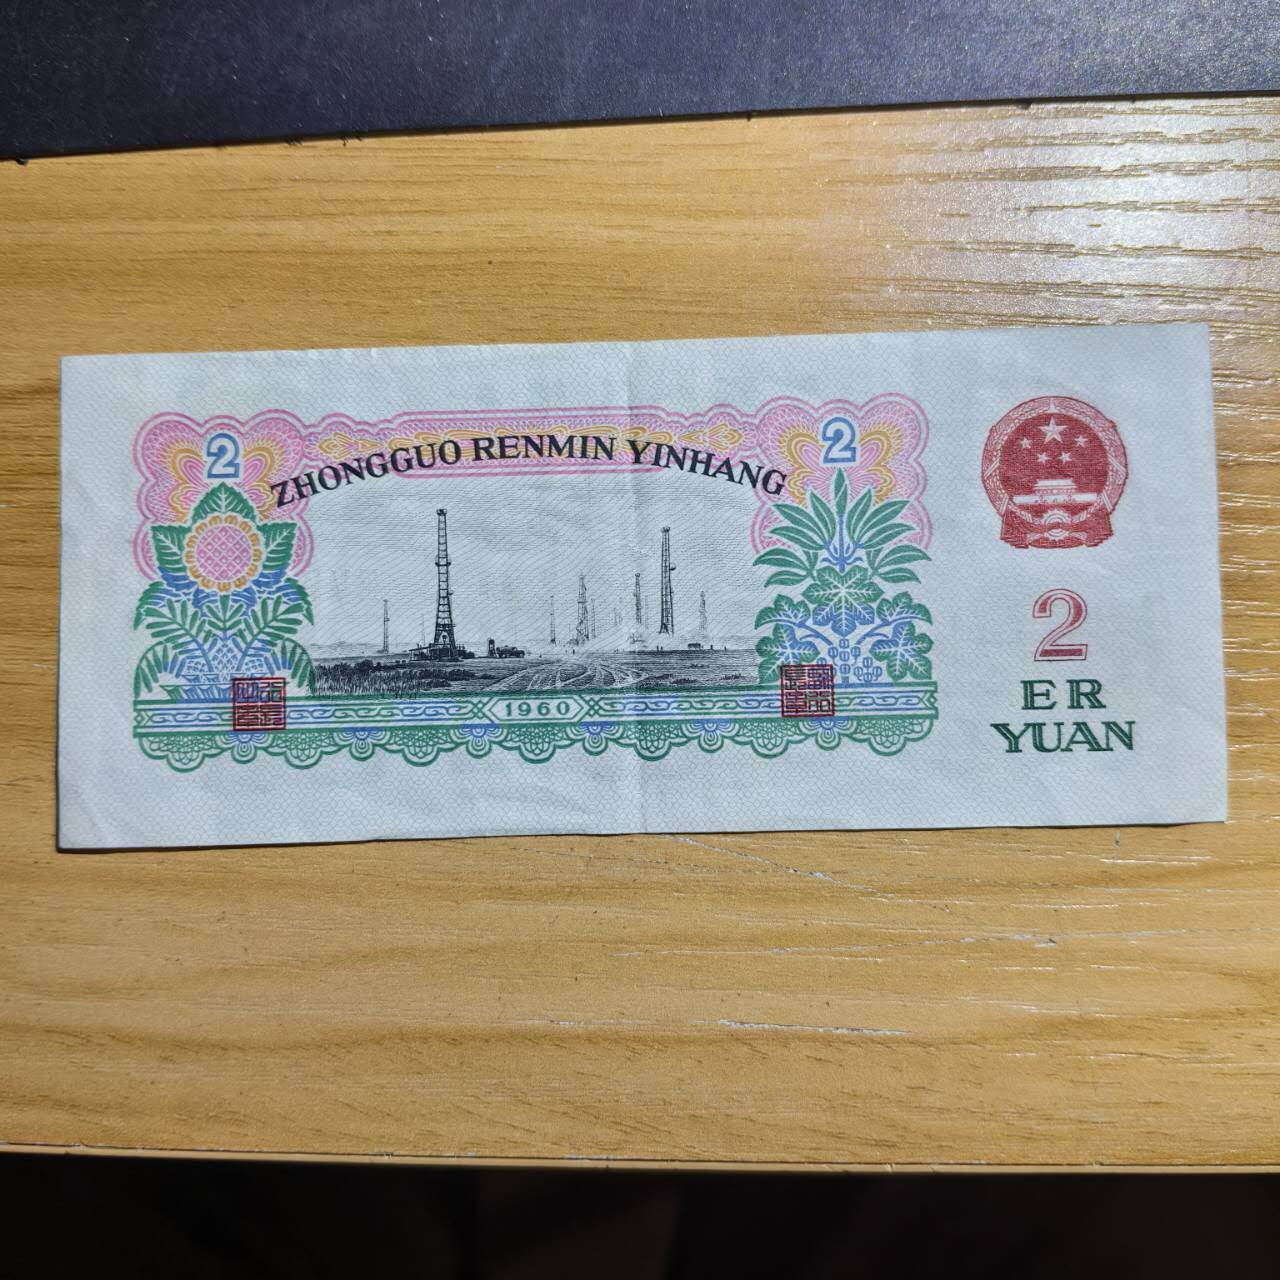 2
2
ZHONGGUO RENMIN YINHANG
1960
2
ER
YUAN